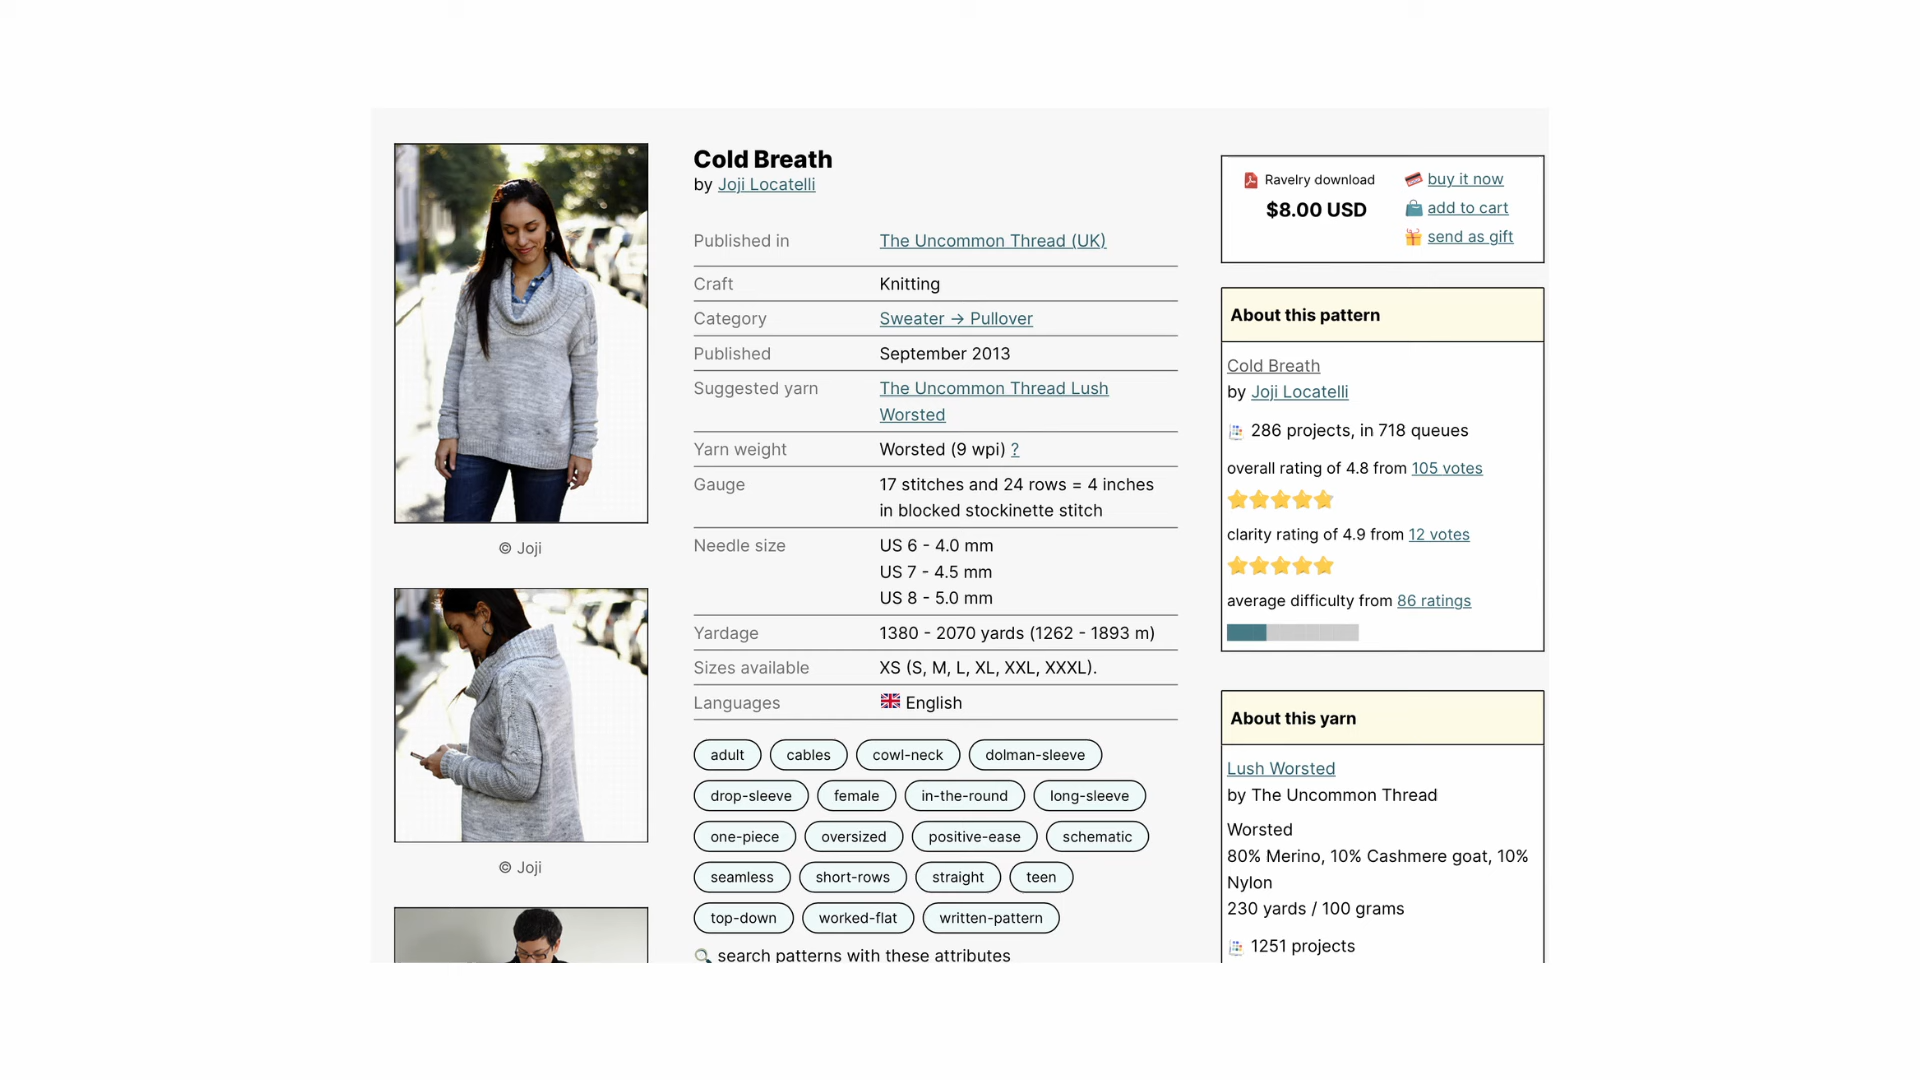 Cold Breath
by Joji Locatelli
Published in The Uncommon Thread (UK)
Craft Knitting
Category Sweater → Pullover
Published September 2013
Suggested yarn The Uncommon Thread Lush
Worsted
Yarn weight Worsted (9 wpi) ?
Gauge 17 stitches and 24 rows = 4 inches
in blocked stockinette stitch
Needle size US 6 - 4.0 mm
US 7 - 4.5 mm
US 8 - 5.0 mm
Yardage 1380 - 2070 yards (1262 - 1893 m)
Sizes available XS (S, M, L, XL, XXL, XXXL).
Languages English
adult cables cowl-neck dolman-sleeve
drop-sleeve female in-the-round long-sleeve
one-piece oversized positive-ease schematic
seamless short-rows straight teen
top-down worked-flat written-pattern
search patterns with these attributes
© Joji
© Joji
Ravelry download buy it now
$8.00 USD add to cart
send as gift
About this pattern
Cold Breath
by Joji Locatelli
286 projects, in 718 queues
overall rating of 4.8 from 105 votes
clarity rating of 4.9 from 12 votes
average difficulty from 86 ratings
About this yarn
Lush Worsted
by The Uncommon Thread
Worsted
80% Merino, 10% Cashmere goat, 10%
Nylon
230 yards / 100 grams
1251 projects